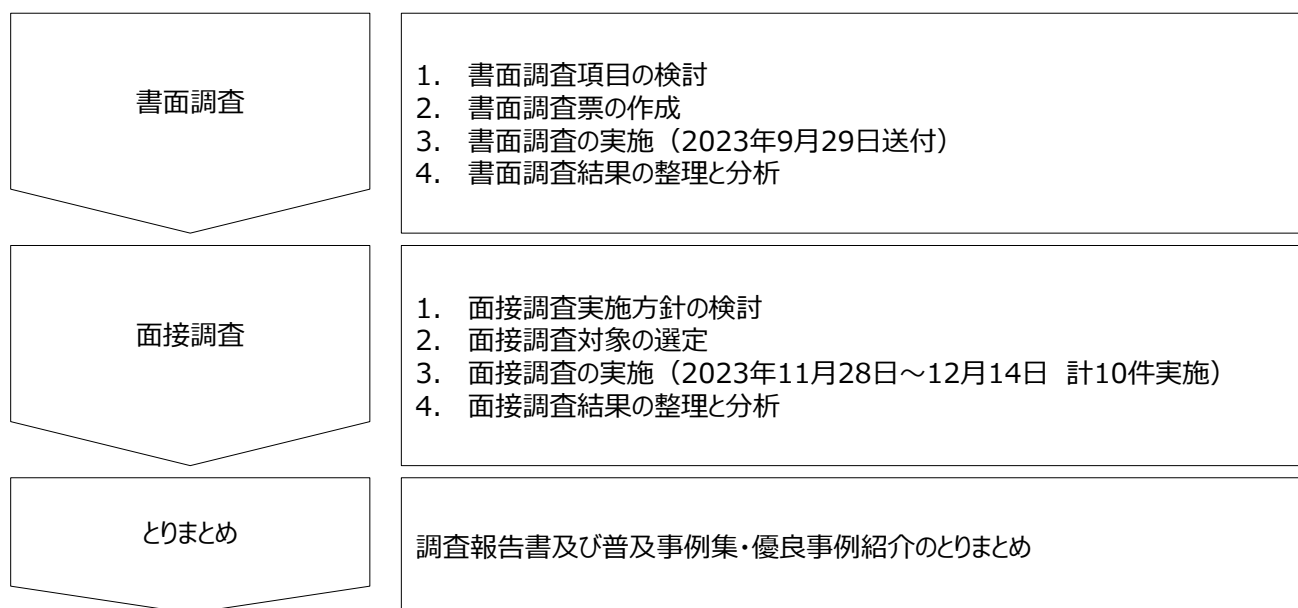 書面調査
1. 書面調査項目の検討
2. 書面調査票の作成
3. 書面調査の実施（2023年9月29日送付）
4. 書面調査結果の整理と分析
面接調査
1. 面接調査実施方針の検討
2. 面接調査対象の選定
3. 面接調査の実施（2023年11月28日～12月14日 計10件実施）
4. 面接調査結果の整理と分析
とりまとめ
調査報告書及び普及事例集・優良事例紹介のとりまとめ